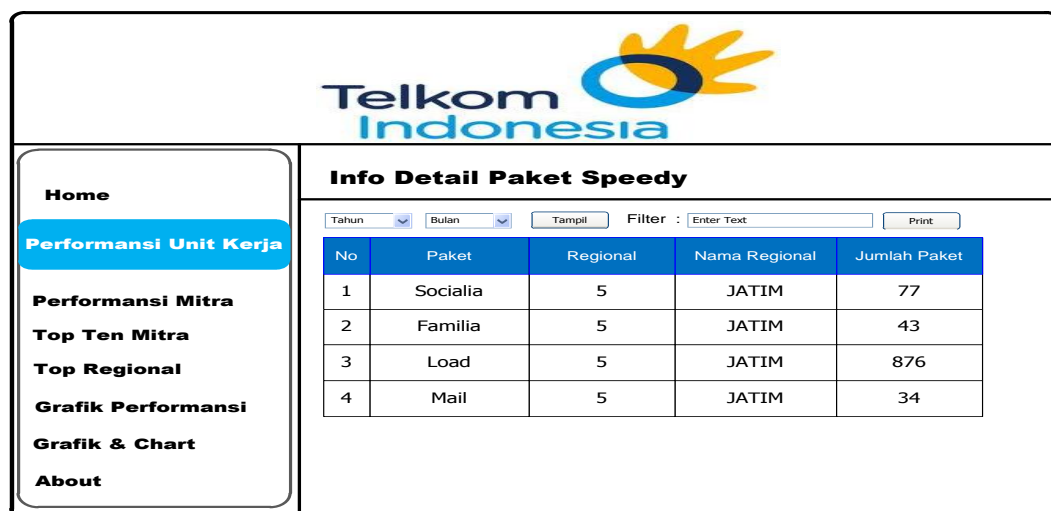 Telkom
Indonesia
Home
Performansi Unit Kerja
Performansi Mitra
Top Ten Mitra
Top Regional
Grafik Performansi
Grafik & Chart
About
Info Detail Paket Speedy
Tahun Bulan Tampil Filter : Enter Text Print
No Paket Regional Nama Regional Jumlah Paket
1 Socialia 5 JATIM 77
2 Familia 5 JATIM 43
3 Load 5 JATIM 876
4 Mail 5 JATIM 34